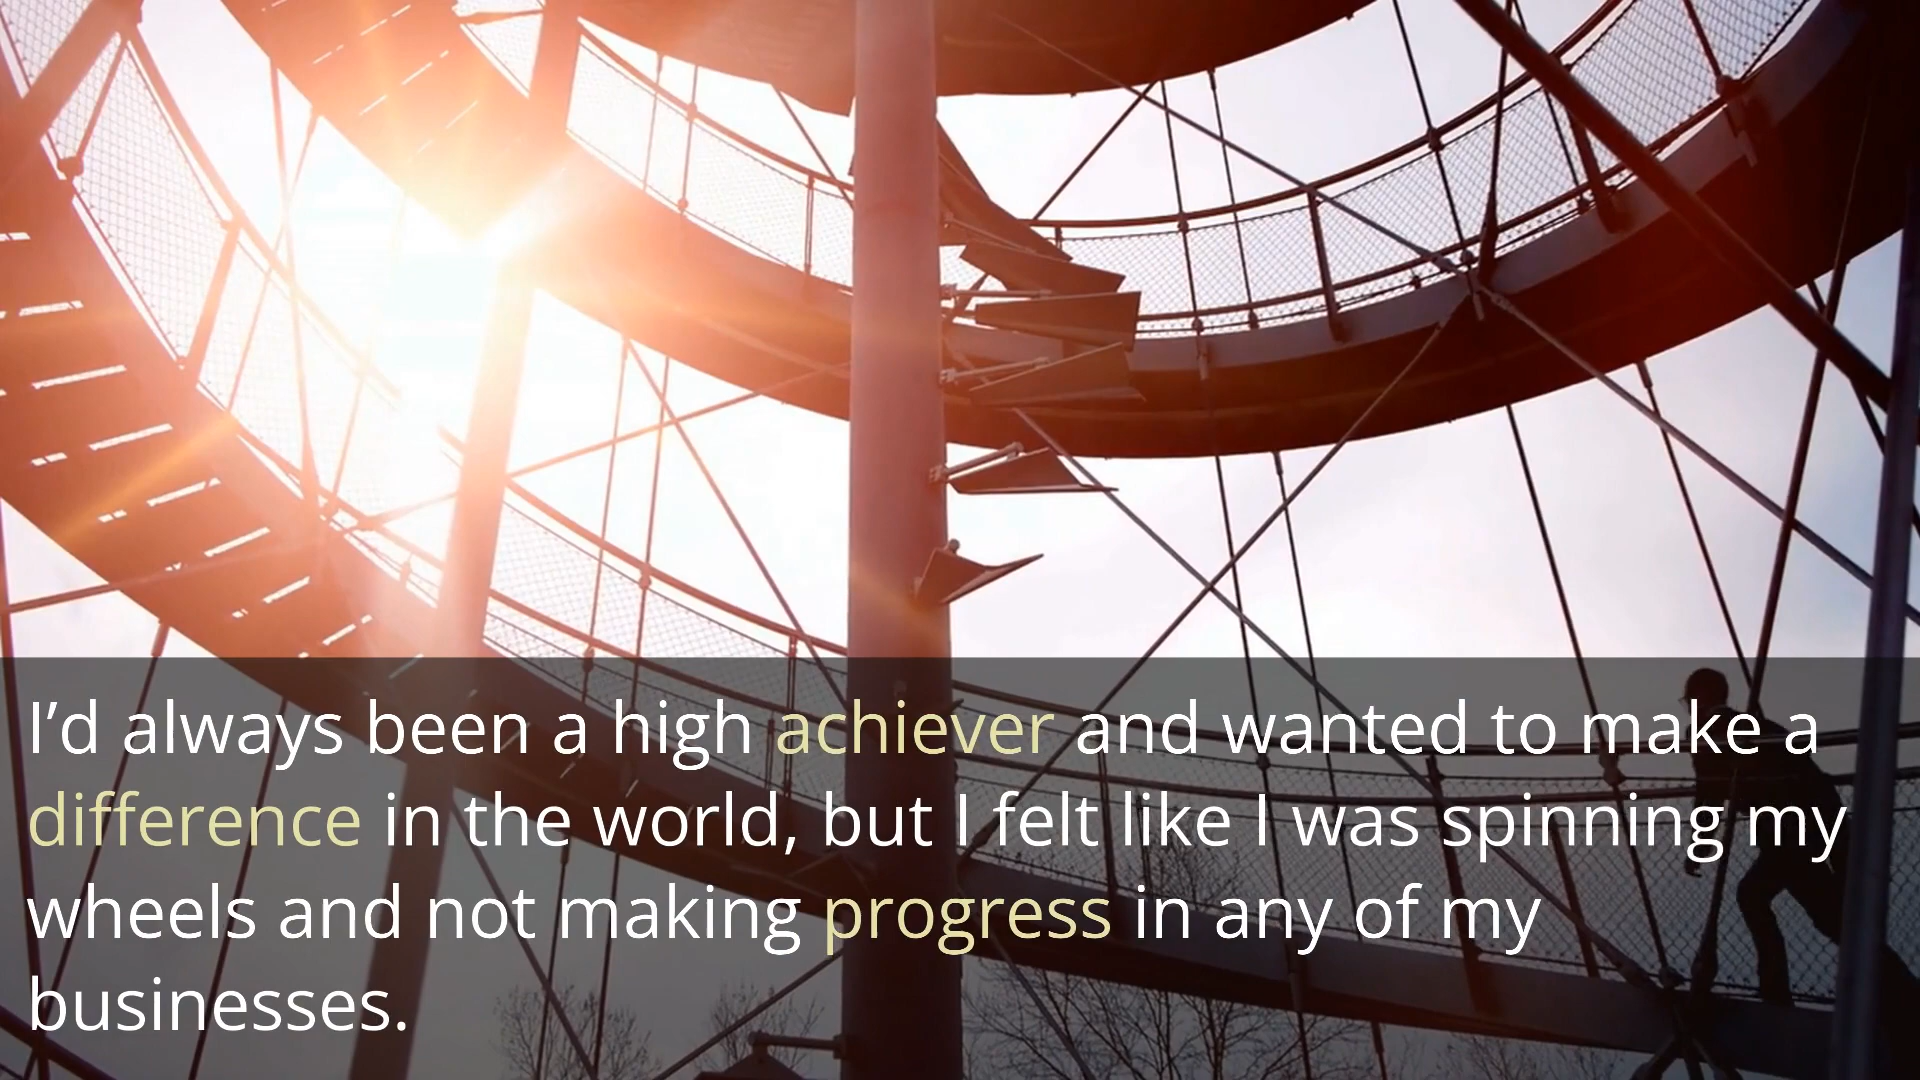 I’d always been a high achiever and wanted to make a
difference in the world, but I felt like I was spinning my
wheels and not making progress in any of my
businesses.